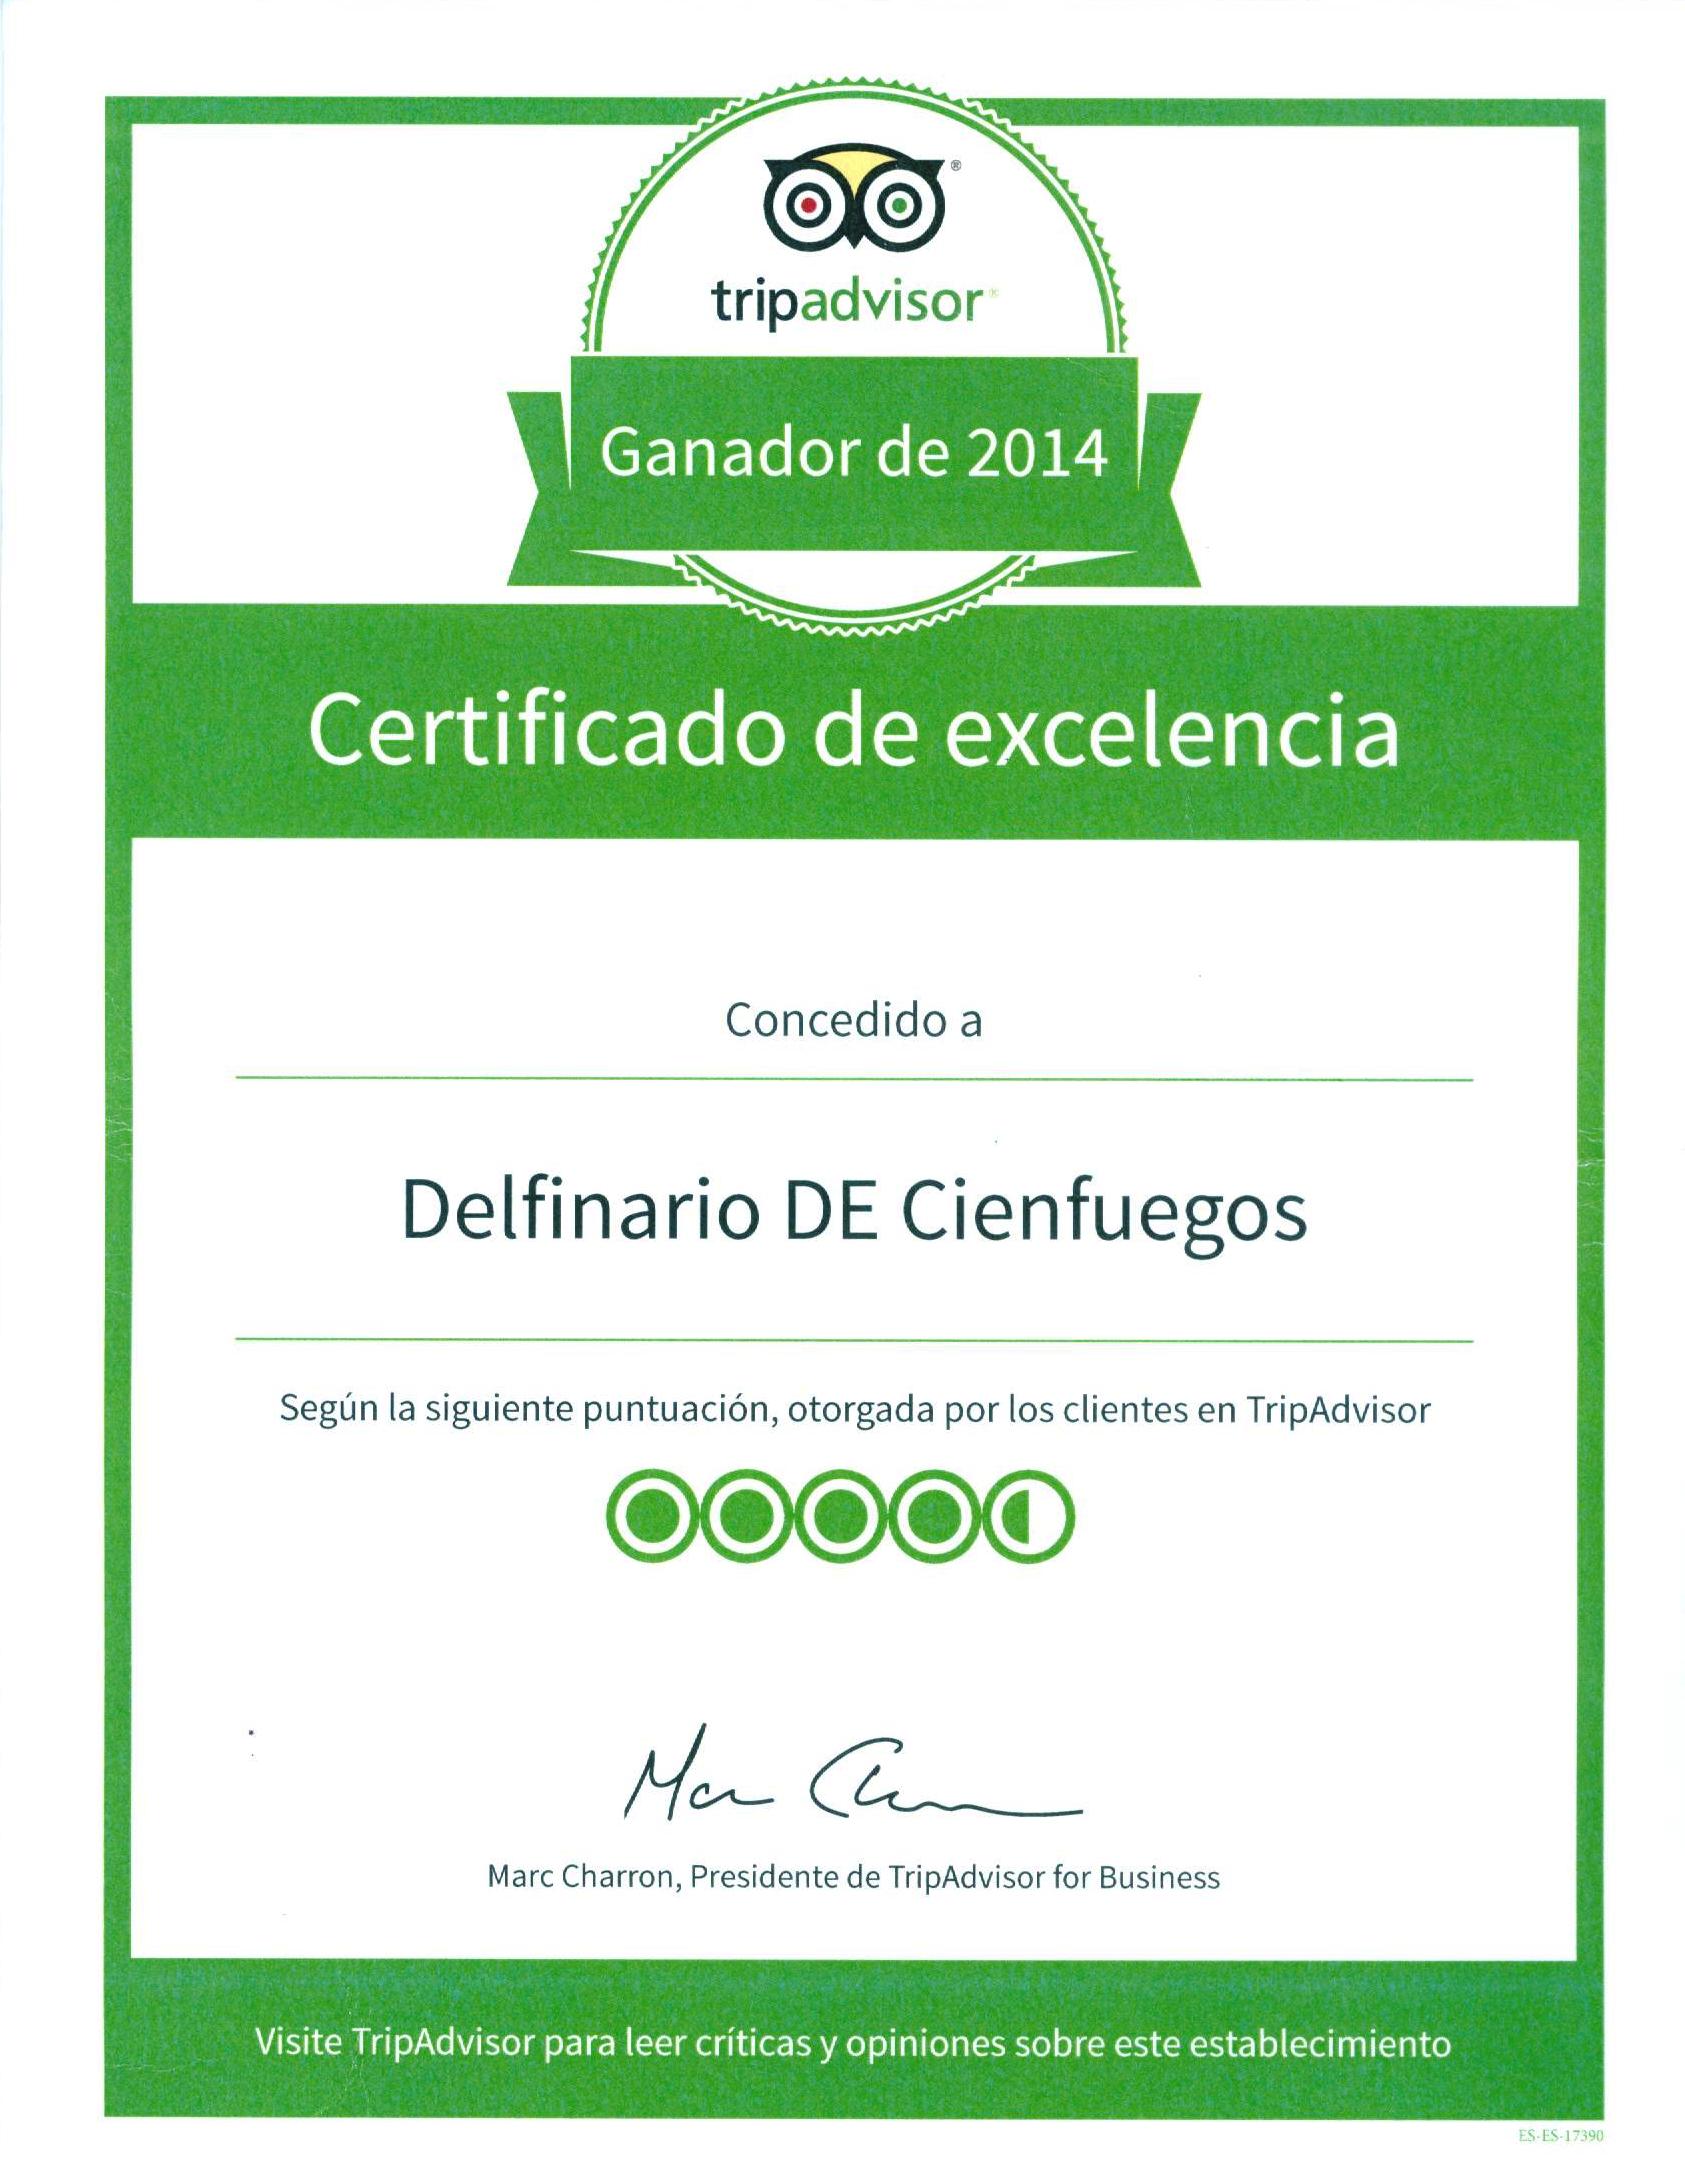 tripadvisor®
Ganador de 2014
Certificado de excelencia
Concedido a
Delfinario DE Cienfuegos
Según la siguiente puntuación, otorgada por los clientes en TripAdvisor
Marc Charron, Presidente de TripAdvisor for Business
Visite TripAdvisor para leer críticas y opiniones sobre este establecimiento
ES-ES-17390